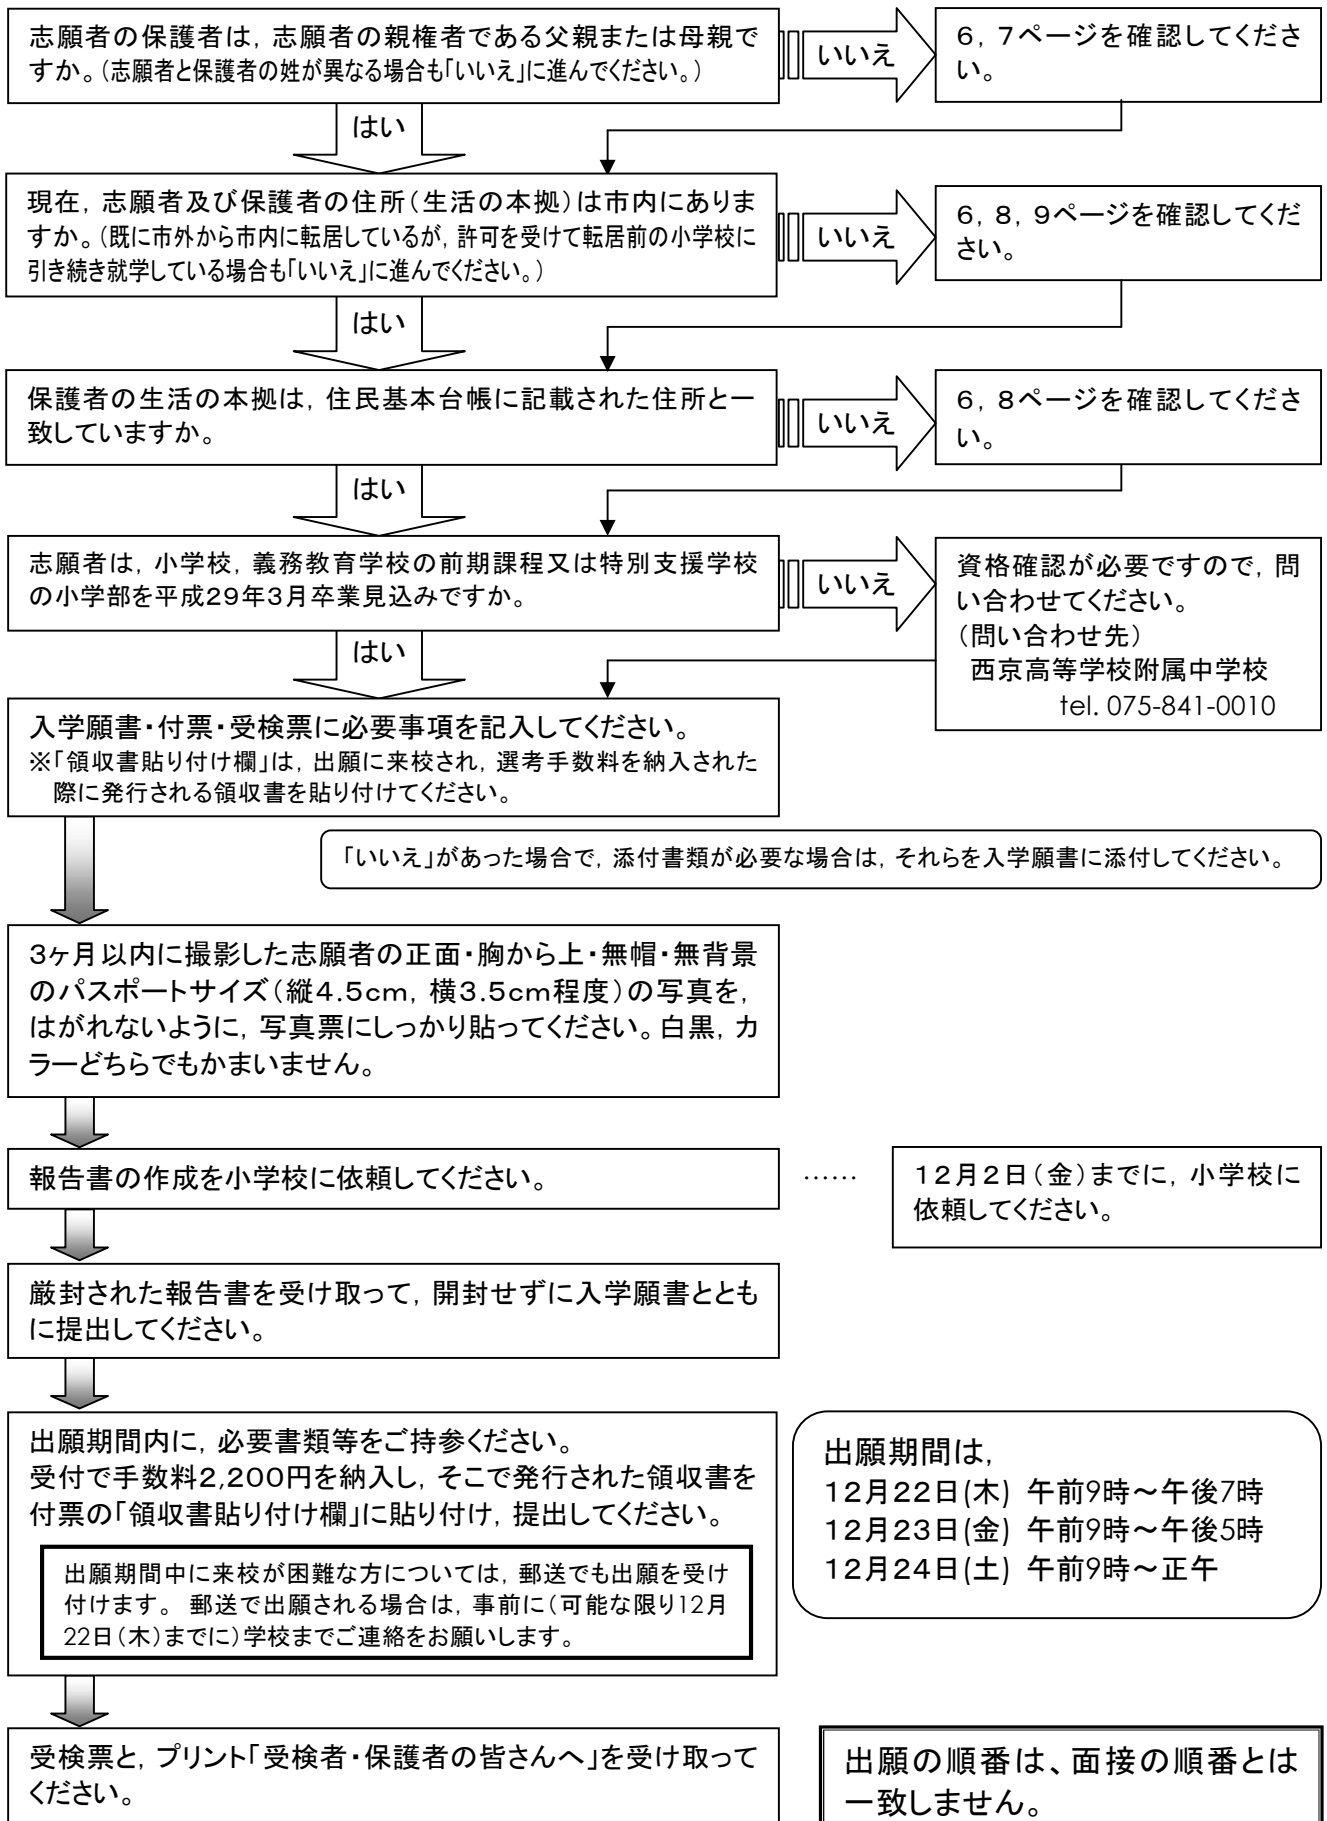 志願者の保護者は，志願者の親権者である父親または母親で
すか。（志願者と保護者の姓が異なる場合も「いいえ」に進んでください。）
いいえ
６，７ページを確認してくださ
い。
はい
現在，志願者及び保護者の住所（生活の本拠）は市内にありま
すか。（既に市外から市内に転居しているが，許可を受けて転居前の小学校に
引き続き就学している場合も「いいえ」に進んでください。）
いいえ
６，８，９ページを確認してくだ
さい。
はい
保護者の生活の本拠は，住民基本台帳に記載された住所と一
致していますか。
いいえ
６，８ページを確認してくださ
い。
はい
志願者は，小学校，義務教育学校の前期課程又は特別支援学校
の小学部を平成２９年３月卒業見込みですか。
いいえ
資格確認が必要ですので，問
い合わせてください。
（問い合わせ先）
西京高等学校附属中学校
tel. 075-841-0010
はい
入学願書・付票・受検票に必要事項を記入してください。
※「領収書貼り付け欄」は，出願に来校され，選考手数料を納入された
際に発行される領収書を貼り付けてください。
「いいえ」があった場合で，添付書類が必要な場合は，それらを入学願書に添付してください。
３ヶ月以内に撮影した志願者の正面・胸から上・無帽・無背景
のパスポートサイズ（縦４.５ｃｍ，横３.５ｃｍ程度）の写真を，
はがれないように，写真票にしっかり貼ってください。白黒，カ
ラーどちらでもかまいません。
報告書の作成を小学校に依頼してください。
……
１２月２日（金）までに，小学校に
依頼してください。
厳封された報告書を受け取って，開封せずに入学願書ととも
に提出してください。
出願期間内に，必要書類等をご持参ください。
受付で手数料２,２００円を納入し，そこで発行された領収書を
付票の「領収書貼り付け欄」に貼り付け，提出してください。
出願期間中に来校が困難な方については，郵送でも出願を受け
付けます。 郵送で出願される場合は，事前に（可能な限り12月
22日（木）までに）学校までご連絡をお願いします。
出願期間は，
１２月２２日(木) 午前9時～午後7時
１２月２３日(金) 午前9時～午後5時
１２月２４日(土) 午前9時～正午
受検票と，プリント「受検者・保護者の皆さんへ」を受け取って
ください。
出願の順番は、面接の順番とは
一致しません。